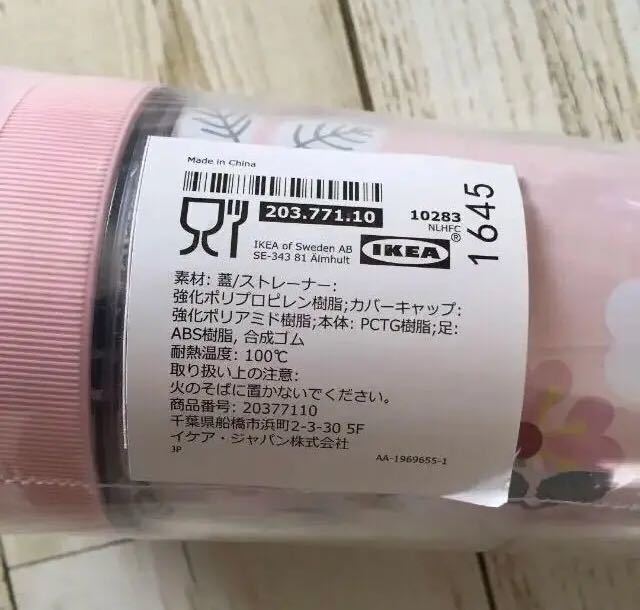 Made in China
203.771.10
10283
NLHFC
1645
IKEA of Sweden AB
SE-343 81 Älmhult
IKEA®
素材: 蓋/ストレーナー:
強化ポリプロピレン樹脂;カバーキャップ:
強化ポリアミド樹脂;本体: PCTG樹脂;足:
ABS樹脂, 合成ゴム
耐熱温度: 100℃
取り扱い上の注意:
火のそばに置かないでください。
商品番号: 20377110
千葉県船橋市浜町2-3-30 5F
イケア・ジャパン株式会社
JP
AA-1969655-1